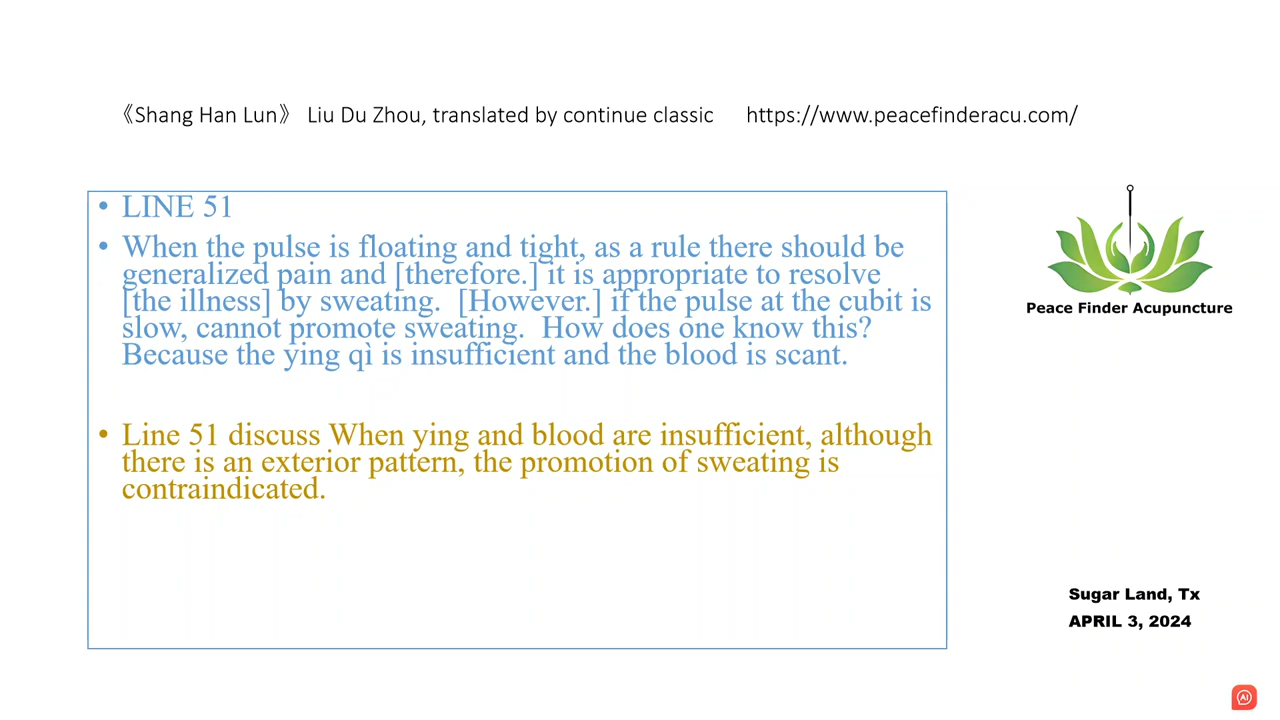 《Shang Han Lun》 Liu Du Zhou, translated by continue classic https://www.peacefinderacu.com/
• LINE 51
• When the pulse is floating and tight, as a rule there should be
generalized pain and [therefore.] it is appropriate to resolve
[the illness] by sweating. [However.] if the pulse at the cubit is
slow, cannot promote sweating. How does one know this?
Because the ying qì is insufficient and the blood is scant.
• Line 51 discuss When ying and blood are insufficient, although
there is an exterior pattern, the promotion of sweating is
contraindicated.
Peace Finder Acupuncture
Sugar Land, Tx
APRIL 3, 2024
AI